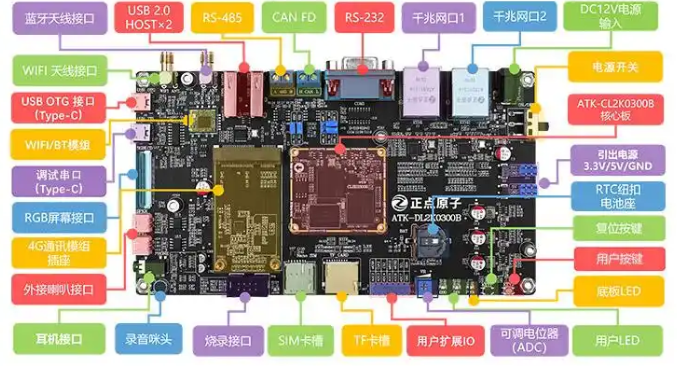 蓝牙天线接口
USB 2.0
HOST×2
RS-485
CAN FD
RS-232
千兆网口1
千兆网口2
DC12V电源
输入
WIFI 天线接口
电源开关
USB OTG 接口
(Type-C)
ATK-CL2K0300B
核心板
WIFI/BT模组
调试串口
(Type-C)
引出电源
3.3V/5V/GND
RGB屏幕接口
正点原子
ATK-DL2K0300B
RTC纽扣
电池座
4G通讯模组
插座
复位按键
用户按键
外接喇叭接口
底板LED
耳机接口
录音咪头
烧录接口
SIM卡槽
TF卡槽
用户扩展IO
可调电位器
(ADC)
用户LED